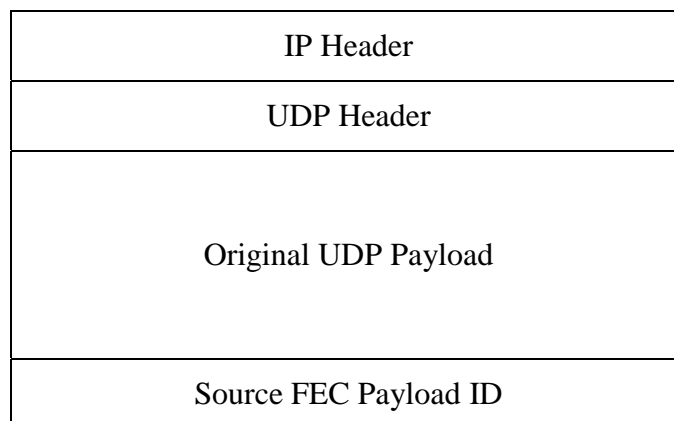 IP Header
UDP Header
Original UDP Payload
Source FEC Payload ID